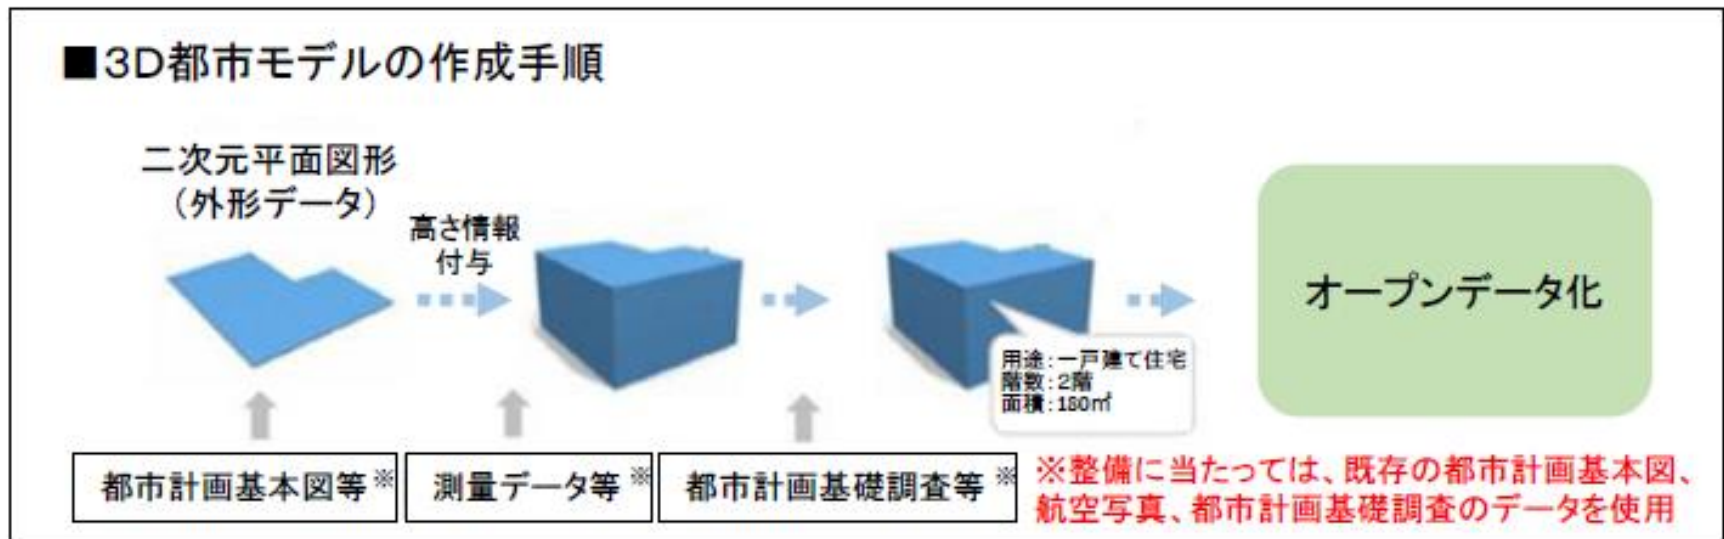 ■3D都市モデルの作成手順
二次元平面図形
（外形データ）
高さ情報
付与
用途：一戸建て住宅
階数：2階
面積：180㎡
オープンデータ化
都市計画基本図等※
測量データ等※
都市計画基礎調査等※
※整備に当たっては、既存の都市計画基本図、
航空写真、都市計画基礎調査のデータを使用